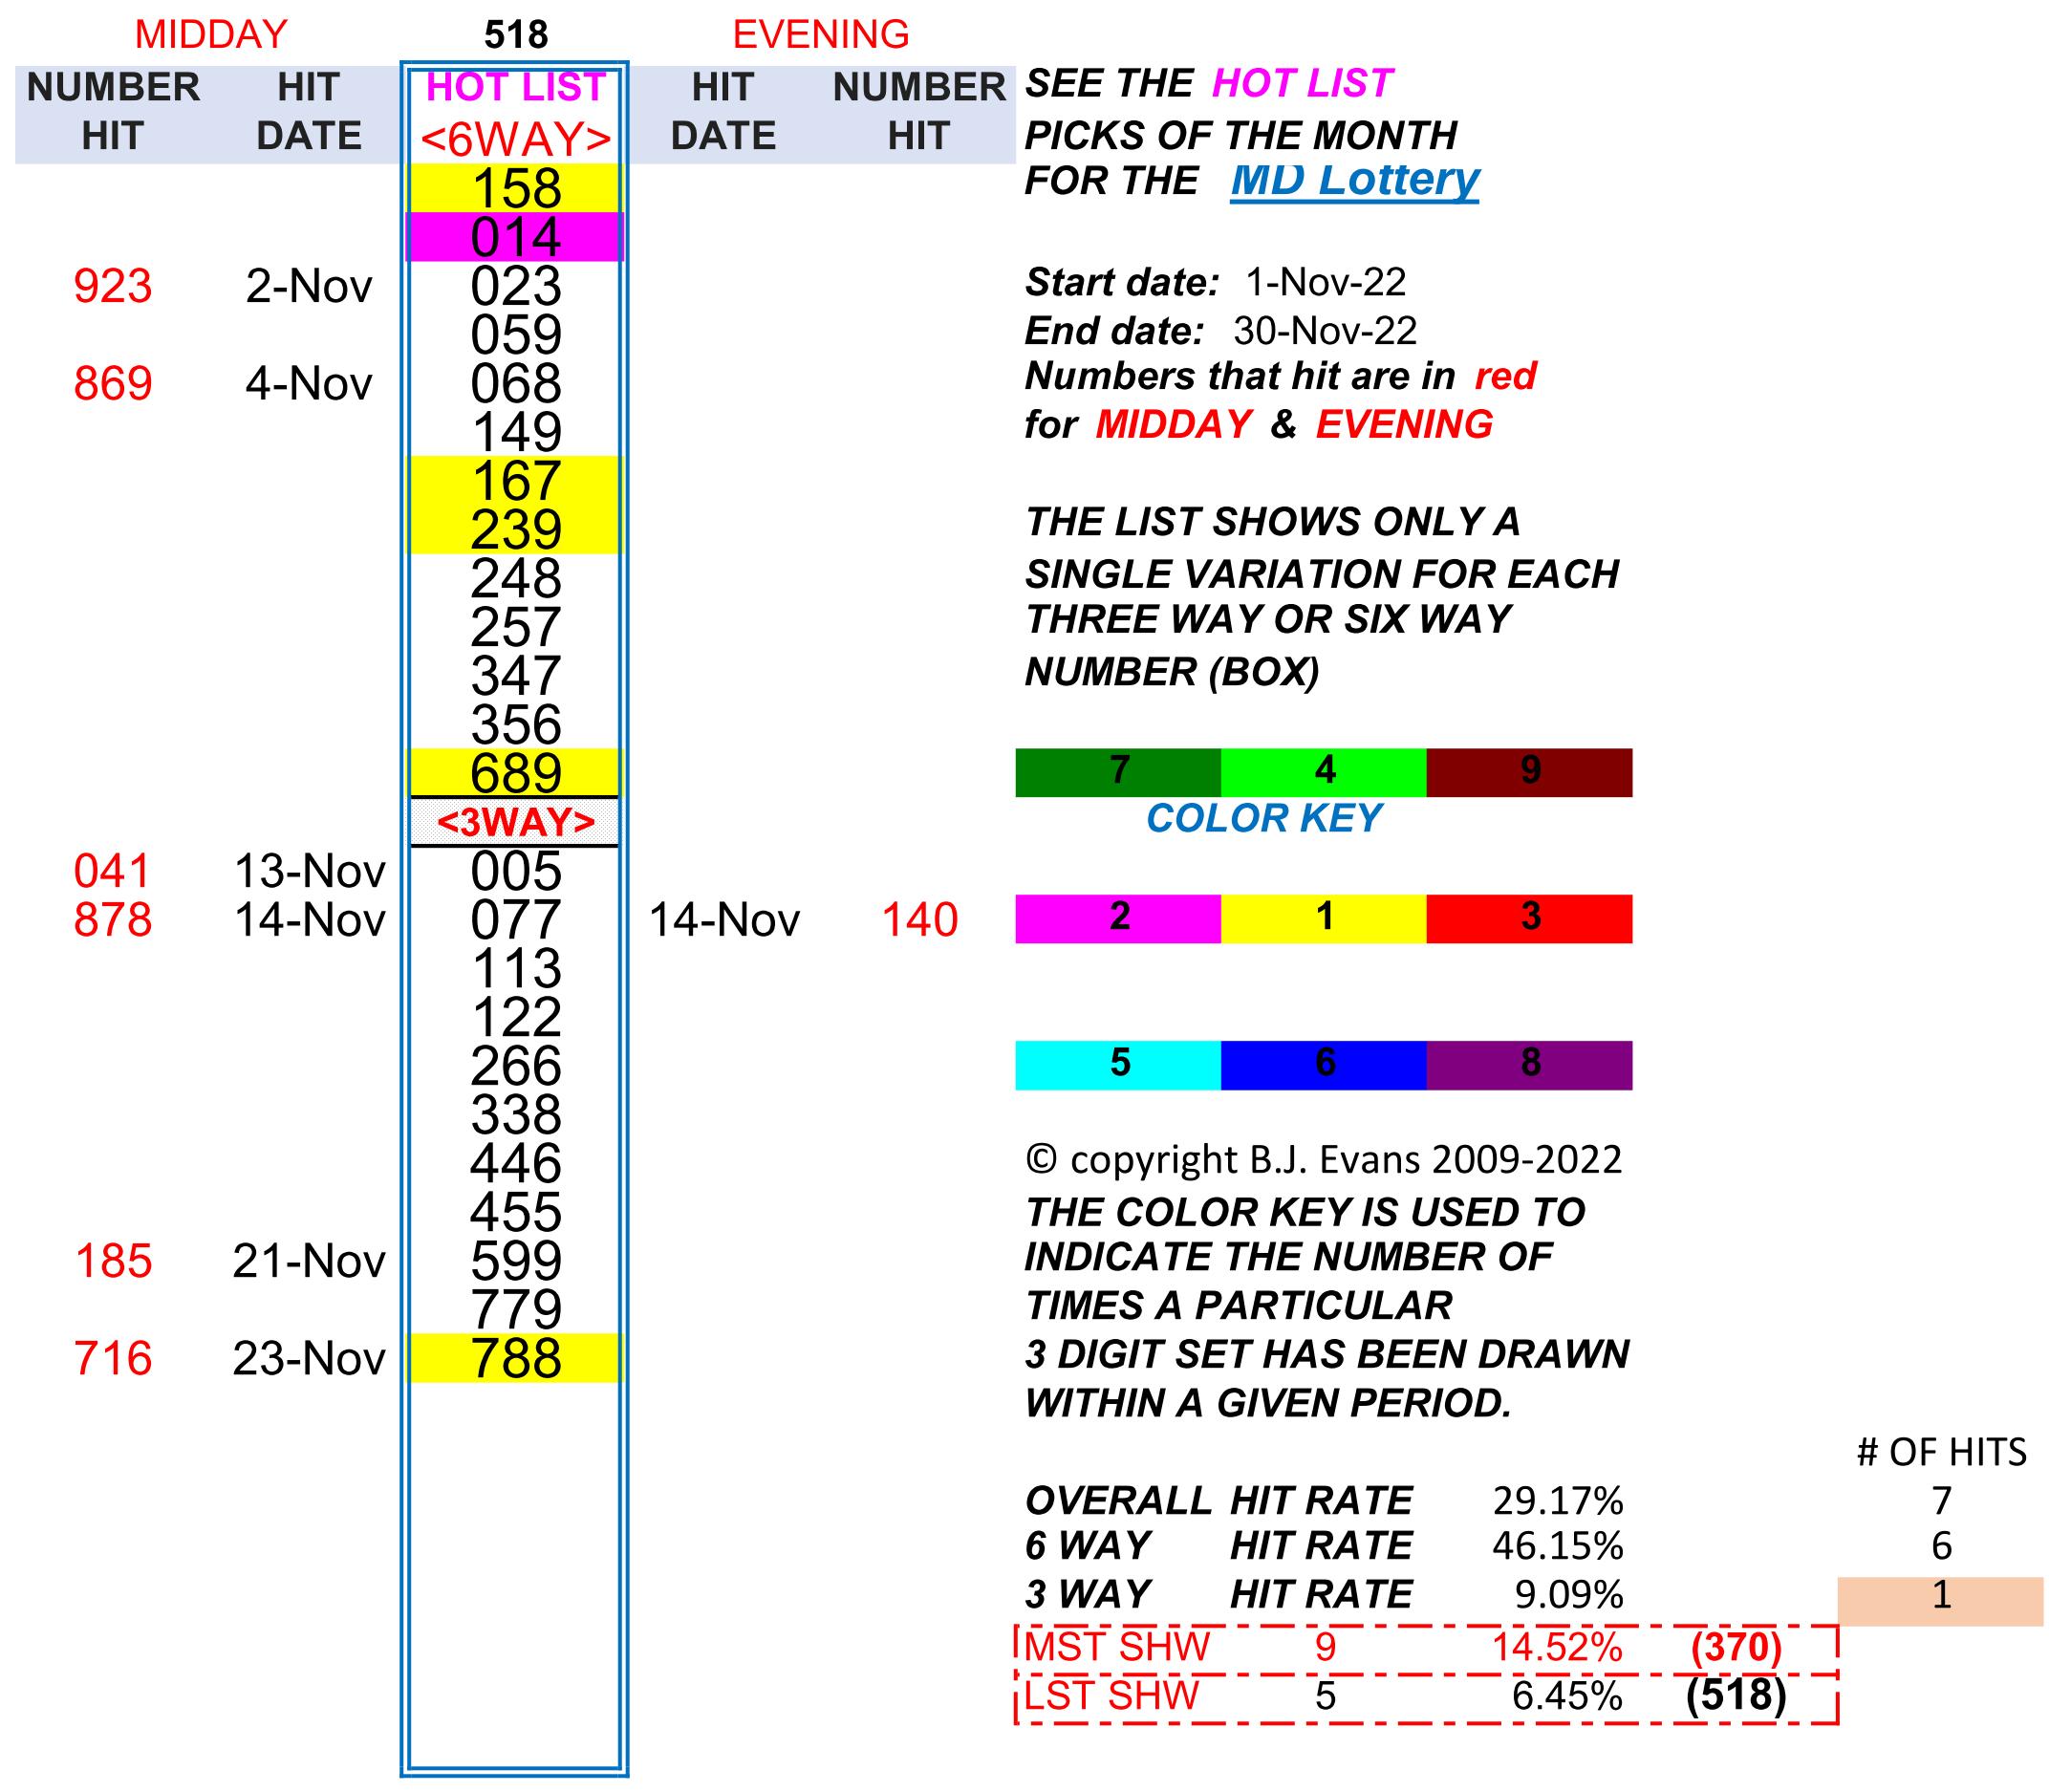 MIDDAY 518 EVENING
NUMBER HIT HOT LIST HIT NUMBER SEE THE HOT LIST
HIT DATE <6WAY> DATE HIT PICKS OF THE MONTH
158 FOR THE MD Lottery
014
923 2-Nov 023 Start date: 1-Nov-22
059 End date: 30-Nov-22
869 4-Nov 068 Numbers that hit are in red
149 for MIDDAY & EVENING
167
239 THE LIST SHOWS ONLY A
248 SINGLE VARIATION FOR EACH
257 THREE WAY OR SIX WAY
347 NUMBER (BOX)
356
689 7 4 9
<3WAY> COLOR KEY
041 13-Nov 005
878 14-Nov 077 14-Nov 140 2 1 3
113
122
266 5 6 8
338
446 © copyright B.J. Evans 2009-2022
455 THE COLOR KEY IS USED TO
185 21-Nov 599 INDICATE THE NUMBER OF
779 TIMES A PARTICULAR
716 23-Nov 788 3 DIGIT SET HAS BEEN DRAWN
WITHIN A GIVEN PERIOD.
# OF HITS
OVERALL HIT RATE 29.17% 7
6 WAY HIT RATE 46.15% 6
3 WAY HIT RATE 9.09% 1
MST SHW 9 14.52% (370)
LST SHW 5 6.45% (518)